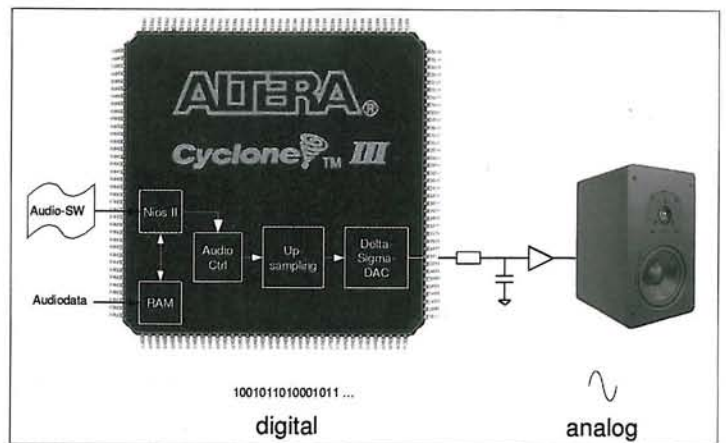 ALTERA®
Cyclone™ III
Audio-SW
Nios II
Audio
Ctrl
Up
sampling
Delta-
Sigma-
DAC
Audiodata
RAM
1001011010001011 ...
digital
analog